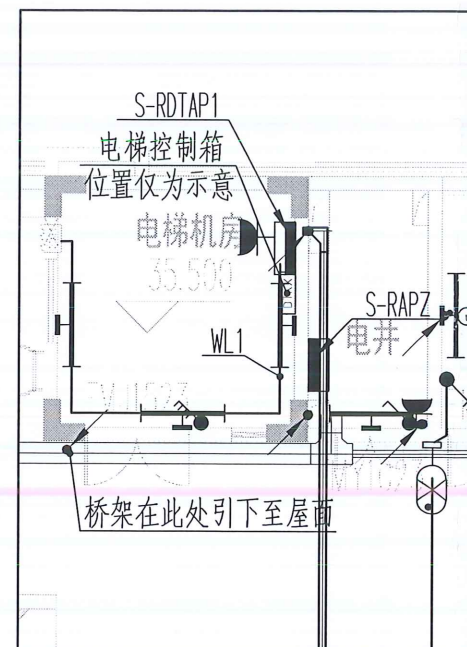 S-RDTAP1
电梯控制箱
位置仅为示意
电梯机房
35.500
S-RAPZ
电井
WL1
桥架在此处引下至屋面